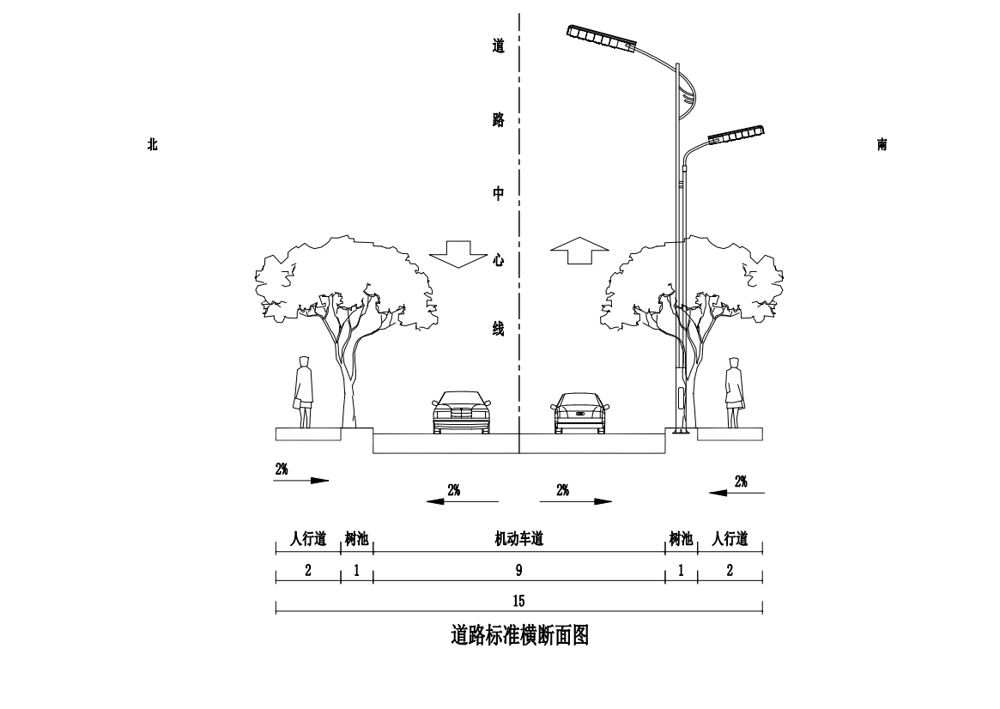 道
路
中
心
线
北
南
2%
2%
2%
2%
人行道 树池 机动车道 树池 人行道
2 1 9 1 2
15
道路标准横断面图